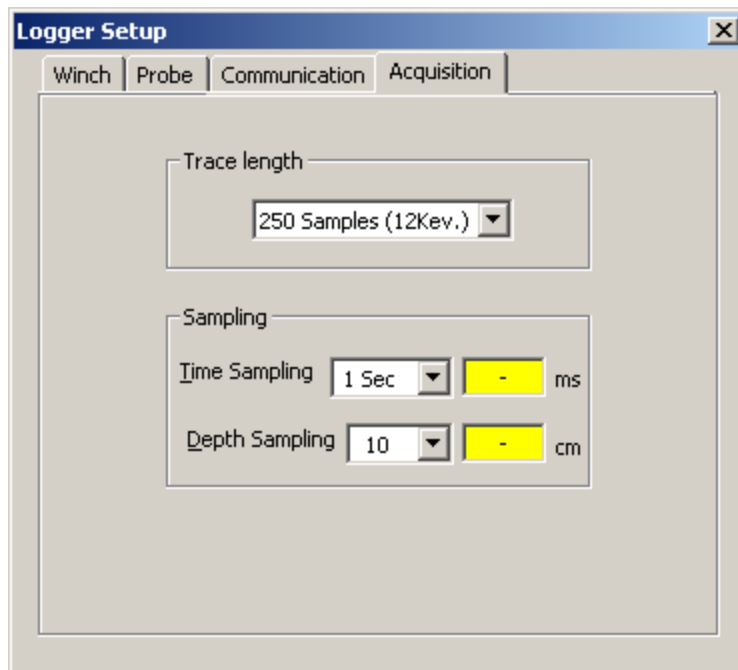 Logger Setup
Winch Probe Communication Acquisition
Trace length
250 Samples (12Kev.)
Sampling
Time Sampling 1 Sec - ms
Depth Sampling 10 - cm